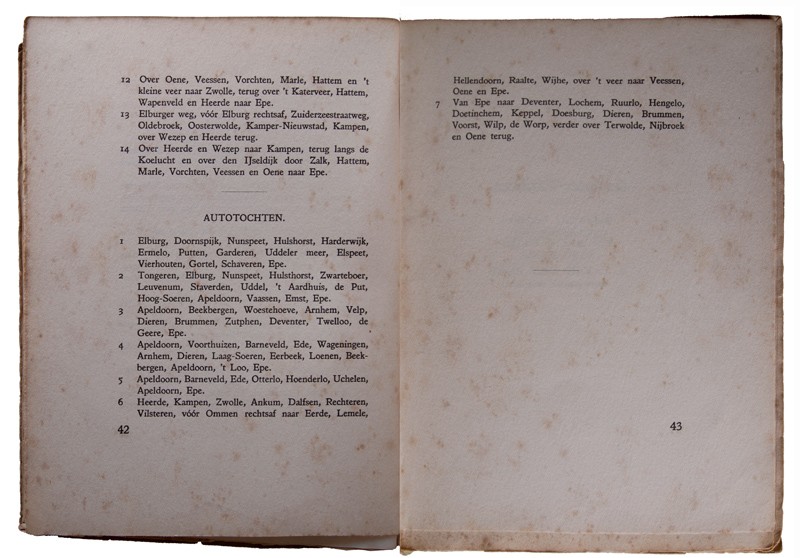 12 Over Oene, Veessen, Vorchten, Marle, Hattem en 't
kleine veer naar Zwolle, terug over 't Katerveer, Hattem,
Wapenveld en Heerde naar Epe.
13 Elburger weg, vóór Elburg rechtsaf, Zuiderzeestraatweg,
Oldebroek, Oosterwolde, Kamper-Nieuwstad, Kampen,
over Wezep en Heerde terug.
14 Over Heerde en Wezep naar Kampen, terug langs de
Koelucht en over den IJseldijk door Zalk, Hattem,
Marle, Vorchten, Veessen en Oene naar Epe.
AUTOTOCHTEN.
1 Elburg, Doornspijk, Nunspeet, Hulshorst, Harderwijk,
Ermelo, Putten, Garderen, Uddeler meer, Elspeet,
Vierhouten, Gortel, Schaveren, Epe.
2 Tongeren, Elburg, Nunspeet, Hulsthorst, Zwarteboer,
Leuvenum, Staverden, Uddel, 't Aardhuis, de Put,
Hoog-Soeren, Apeldoorn, Vaassen, Emst, Epe.
3 Apeldoorn, Beekbergen, Woestehoeve, Arnhem, Velp,
Dieren, Brummen, Zutphen, Deventer, Twelloo, de
Geere, Epe.
4 Apeldoorn, Voorthuizen, Barneveld, Ede, Wageningen,
Arnhem, Dieren, Laag-Soeren, Eerbeek, Loenen, Beek-
bergen, Apeldoorn, 't Loo, Epe.
5 Apeldoorn, Barneveld, Ede, Otterlo, Hoenderlo, Uchelen,
Apeldoorn, Epe.
6 Heerde, Kampen, Zwolle, Ankum, Dalfsen, Rechteren,
Vilsteren, vóór Ommen rechtsaf naar Eerde, Lemele,
42
Hellendoorn, Raalte, Wijhe, over 't veer naar Veessen,
Oene en Epe.
7 Van Epe naar Deventer, Lochem, Ruurlo, Hengelo,
Doetinchem, Keppel, Doesburg, Dieren, Brummen,
Voorst, Wilp, de Worp, verder over Terwolde, Nijbroek
en Oene terug.
43